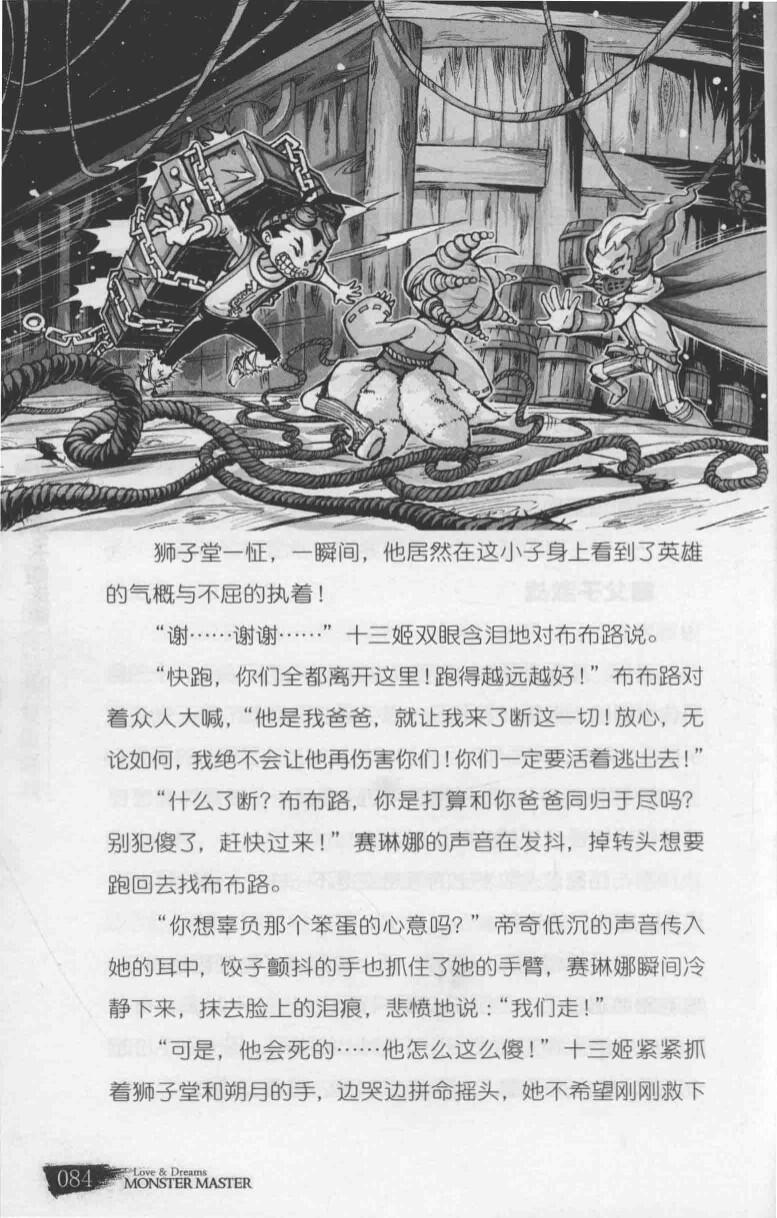 狮子堂一怔，一瞬间，他居然在这小子身上看到了英雄
的气概与不屈的执着！
“谢……谢谢……”十三姬双眼含泪地对布布路说。
“快跑，你们全都离开这里！跑得越远越好！”布布路对
着众人大喊，“他是我爸爸，就让我来了断这一切！放心，无
论如何，我绝不会让他再伤害你们！你们一定要活着逃出去！”
“什么了断？布布路，你是打算和你爸爸同归于尽吗？
别犯傻了，赶快过来！”赛琳娜的声音在发抖，掉转头想要
跑回去找布布路。
“你想辜负那个笨蛋的心意吗？”帝奇低沉的声音传入
她的耳中，饺子颤抖的手也抓住了她的手臂，赛琳娜瞬间冷
静下来，抹去脸上的泪痕，悲愤地说：“我们走！”
“可是，他会死的……他怎么这么傻！”十三姬紧紧抓
着狮子堂和朔月的手，边哭边拼命摇头，她不希望刚刚救下
084
Love & Dreams
MONSTER MASTER